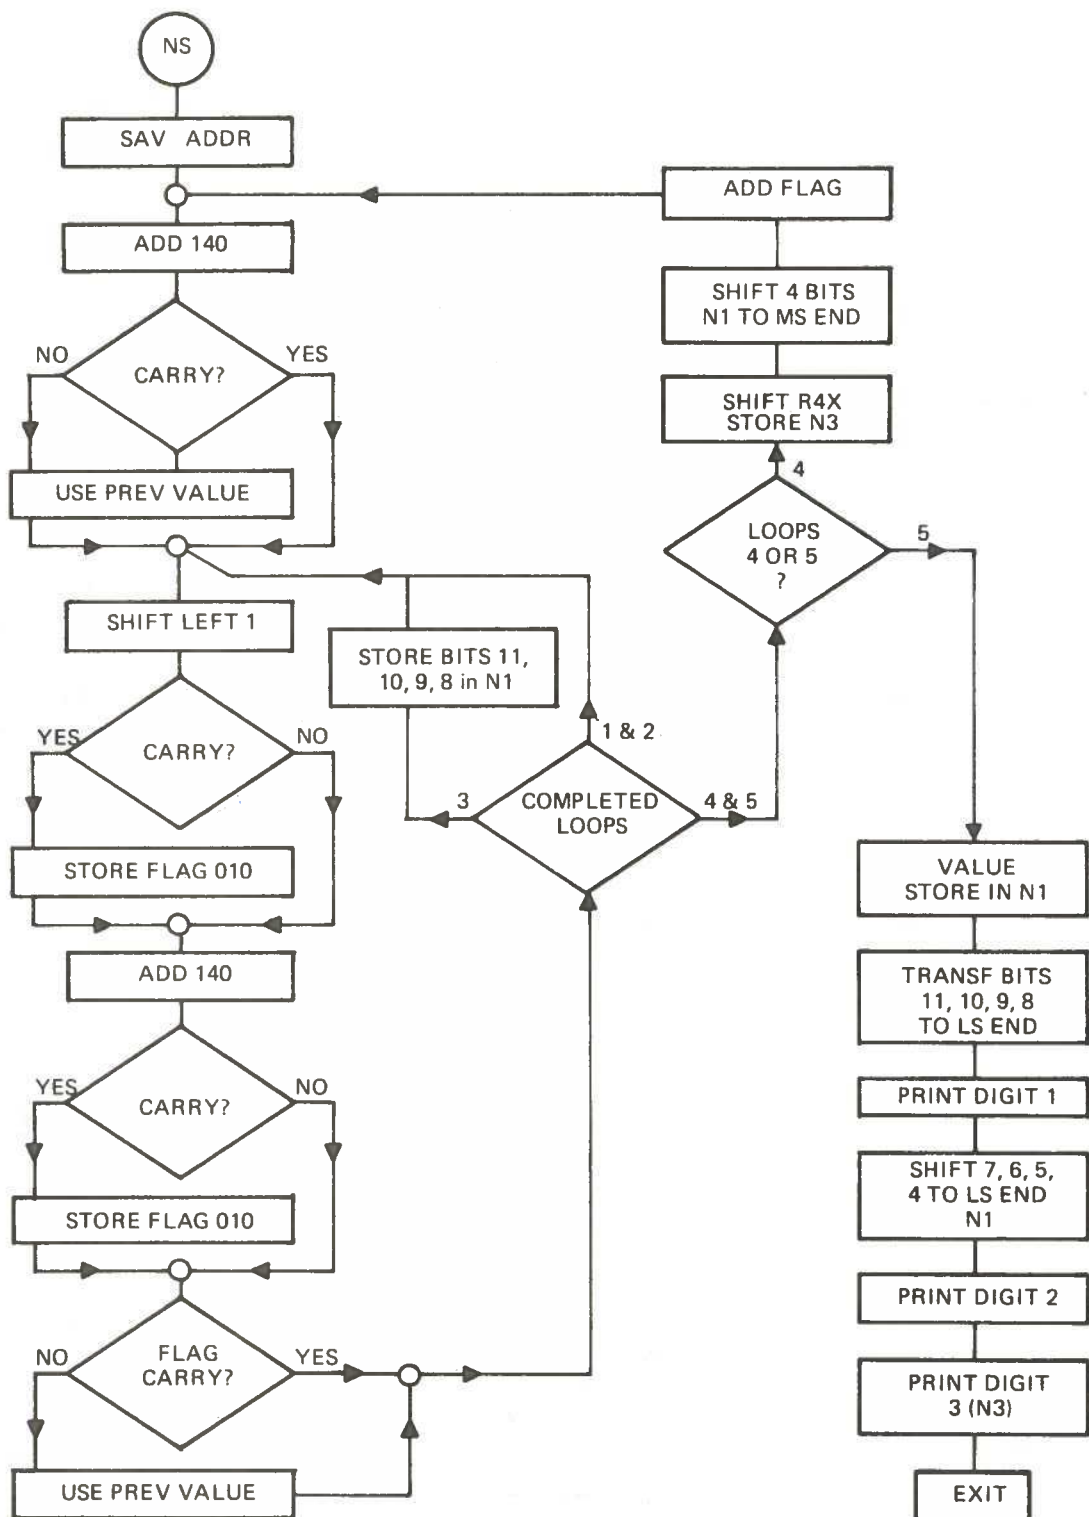 NS
SAV ADDR
ADD 140
CARRY?
NO
YES
USE PREV VALUE
SHIFT LEFT 1
CARRY?
YES
NO
STORE FLAG 010
ADD 140
CARRY?
YES
NO
STORE FLAG 010
FLAG
CARRY?
NO
YES
USE PREV VALUE
STORE BITS 11,
10, 9, 8 in N1
COMPLETED
LOOPS
3
1 & 2
4 & 5
ADD FLAG
SHIFT 4 BITS
N1 TO MS END
SHIFT R4X
STORE N3
4
LOOPS
4 OR 5
?
5
VALUE
STORE IN N1
TRANSF BITS
11, 10, 9, 8
TO LS END
PRINT DIGIT 1
SHIFT 7, 6, 5,
4 TO LS END
N1
PRINT DIGIT 2
PRINT DIGIT
3 (N3)
EXIT